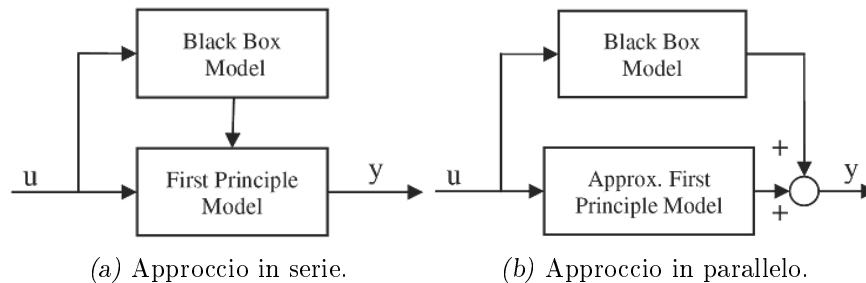 Black Box
Model
u
First Principle
Model
y
(a) Approccio in serie.
Black Box
Model
u
Approx. First
Principle Model
+
+
y
(b) Approccio in parallelo.